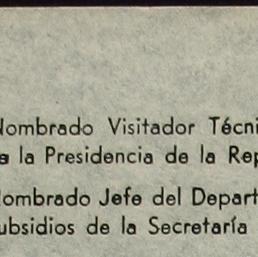 Nombrado Visitador Técni
e la Presidencia de la Rep
Nombrado Jefe del Depart
ubsidios de la Secretaría